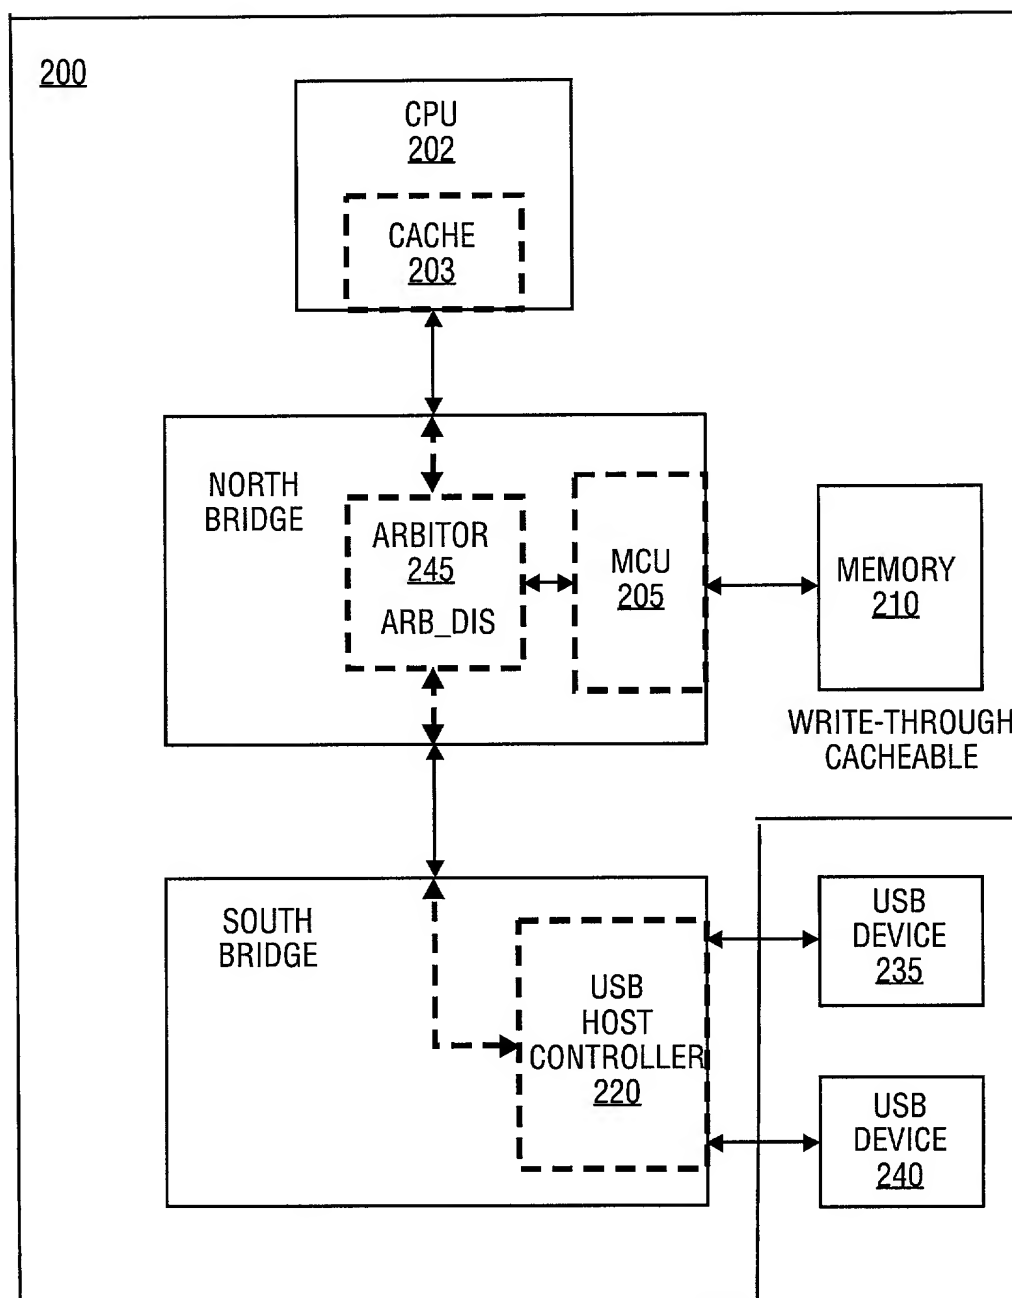 200
CPU
202
CACHE
203
NORTH
BRIDGE
ARBITOR
245
ARB_DIS
MCU
205
MEMORY
210
WRITE-THROUGH
CACHEABLE
SOUTH
BRIDGE
USB
HOST
CONTROLLER
220
USB
DEVICE
235
USB
DEVICE
240